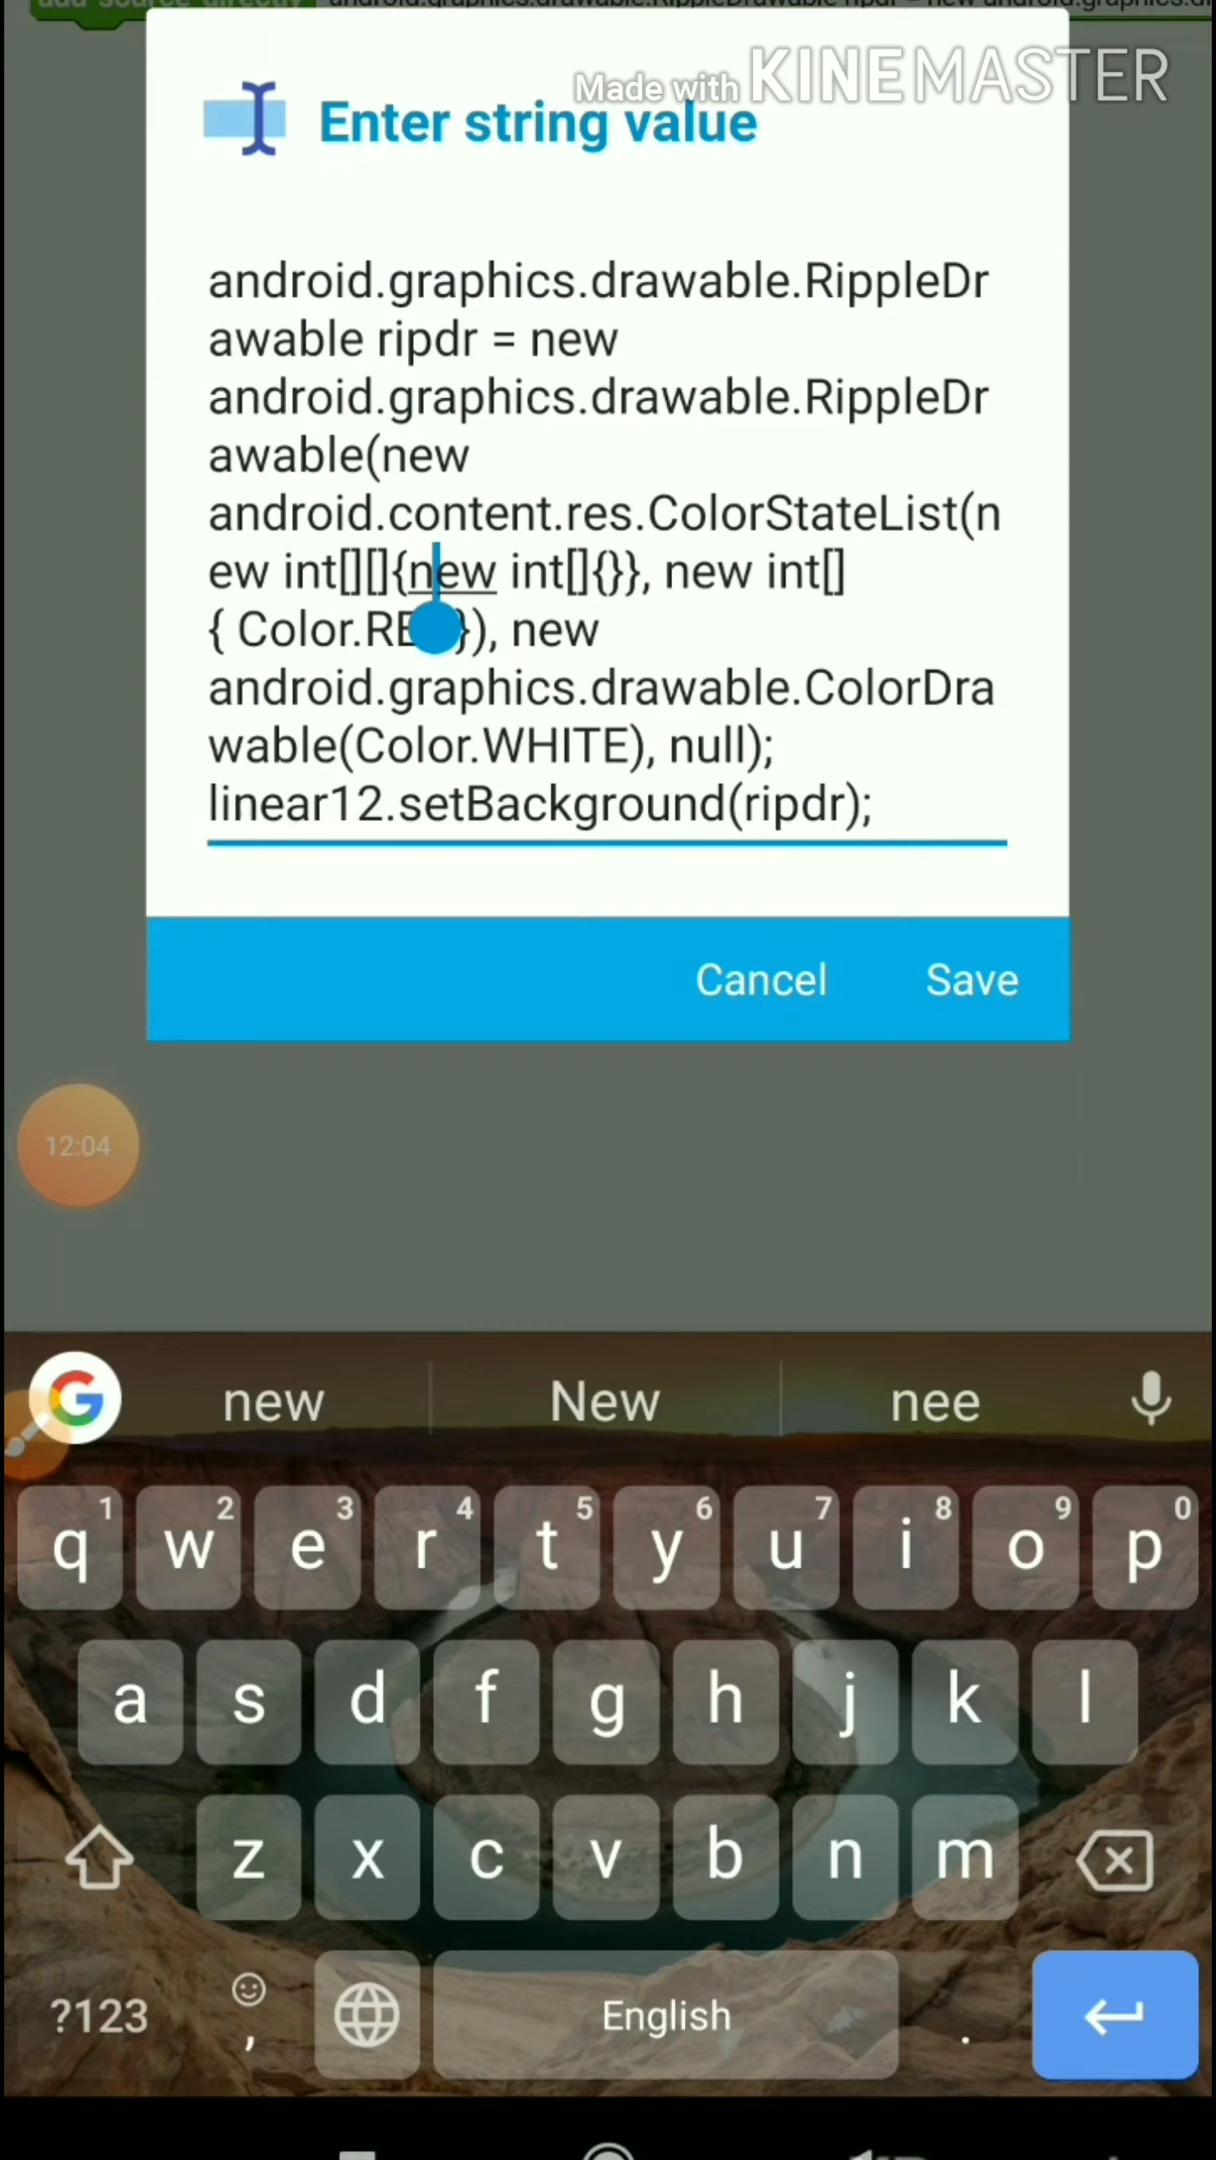 Made with KINEMASTER
Enter string value
android.graphics.drawable.RippleDr
awable ripdr = new
android.graphics.drawable.RippleDr
awable(new
android.content.res.ColorStateList(n
ew int[][]{new int[]{}}, new int[]
{ Color.RE }), new
android.graphics.drawable.ColorDra
wable(Color.WHITE), null);
linear12.setBackground(ripdr);
Cancel Save
12:04
new New nee
1 2 3 4 5 6 7 8 9 0
q w e r t y u i o p
a s d f g h j k l
z x c v b n m
?123 , English .